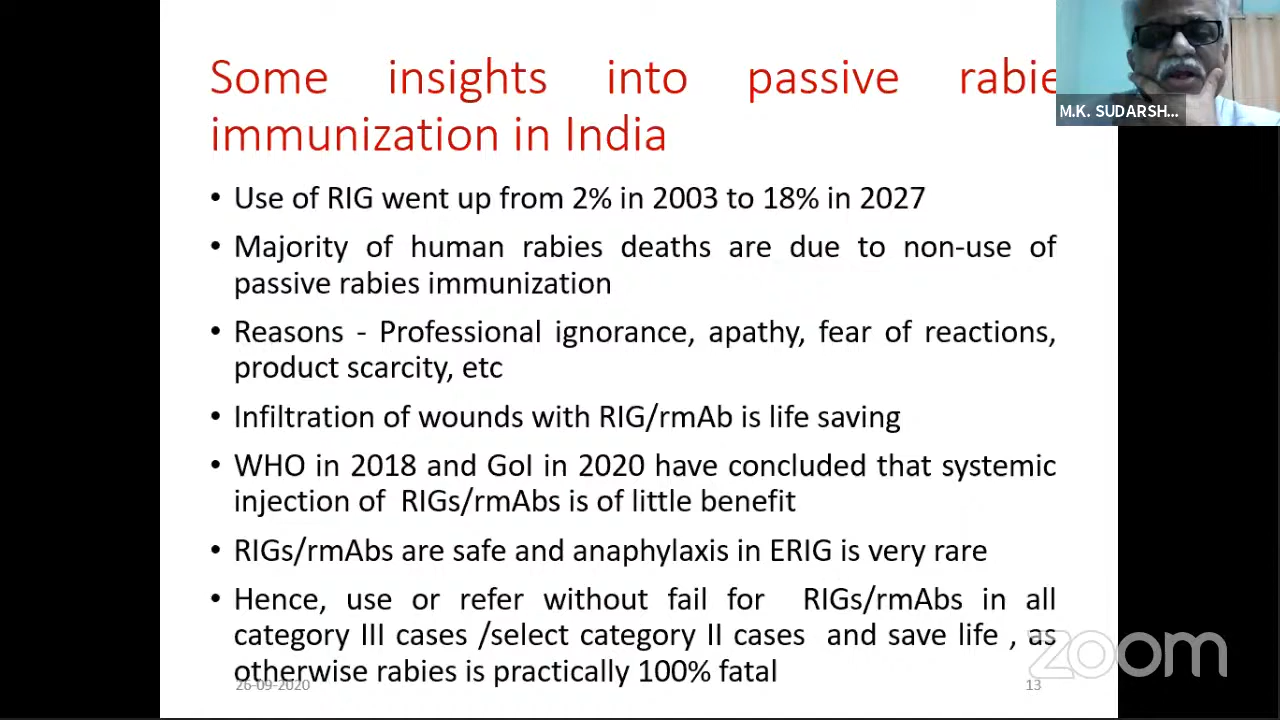 Some insights into passive rabie
immunization in India
M.K. SUDARSH...
• Use of RIG went up from 2% in 2003 to 18% in 2027
• Majority of human rabies deaths are due to non-use of
passive rabies immunization
• Reasons - Professional ignorance, apathy, fear of reactions,
product scarcity, etc
• Infiltration of wounds with RIG/rmAb is life saving
• WHO in 2018 and GoI in 2020 have concluded that systemic
injection of RIGs/rmAbs is of little benefit
• RIGs/rmAbs are safe and anaphylaxis in ERIG is very rare
• Hence, use or refer without fail for RIGs/rmAbs in all
category III cases /select category II cases and save life , as
otherwise rabies is practically 100% fatal
26-09-2020
13
zoom